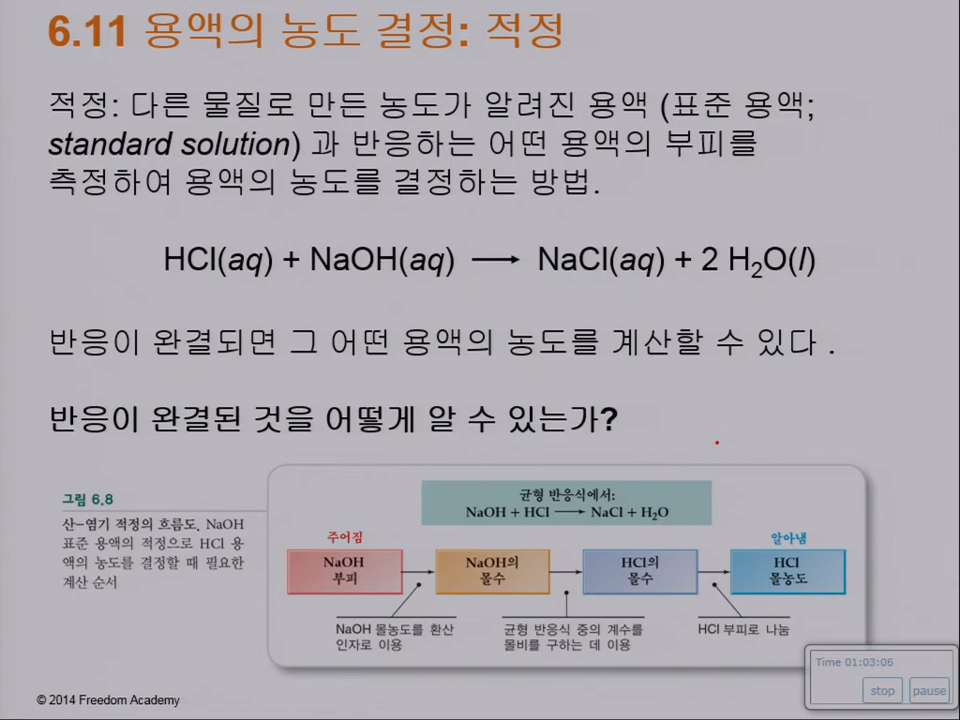 6.11 용액의 농도 결정: 적정
적정: 다른 물질로 만든 농도가 알려진 용액 (표준 용액;
standard solution) 과 반응하는 어떤 용액의 부피를
측정하여 용액의 농도를 결정하는 방법.
HCl(aq) + NaOH(aq) ⟶ NaCl(aq) + 2 H₂O(l)
반응이 완결되면 그 어떤 용액의 농도를 계산할 수 있다 .
반응이 완결된 것을 어떻게 알 수 있는가?
그림 6.8
산-염기 적정의 흐름도. NaOH
표준 용액의 적정으로 HCl 용
액의 농도를 결정할 때 필요한
계산 순서
균형 반응식에서:
NaOH + HCl ⟶ NaCl + H₂O
주어짐
알아냄
NaOH
부피
NaOH의
몰수
HCl의
몰수
HCl
몰농도
NaOH 몰농도를 환산
인자로 이용
균형 반응식 중의 계수를
몰비를 구하는 데 이용
HCl 부피로 나눔
Time 01:03:06
stop
pause
© 2014 Freedom Academy